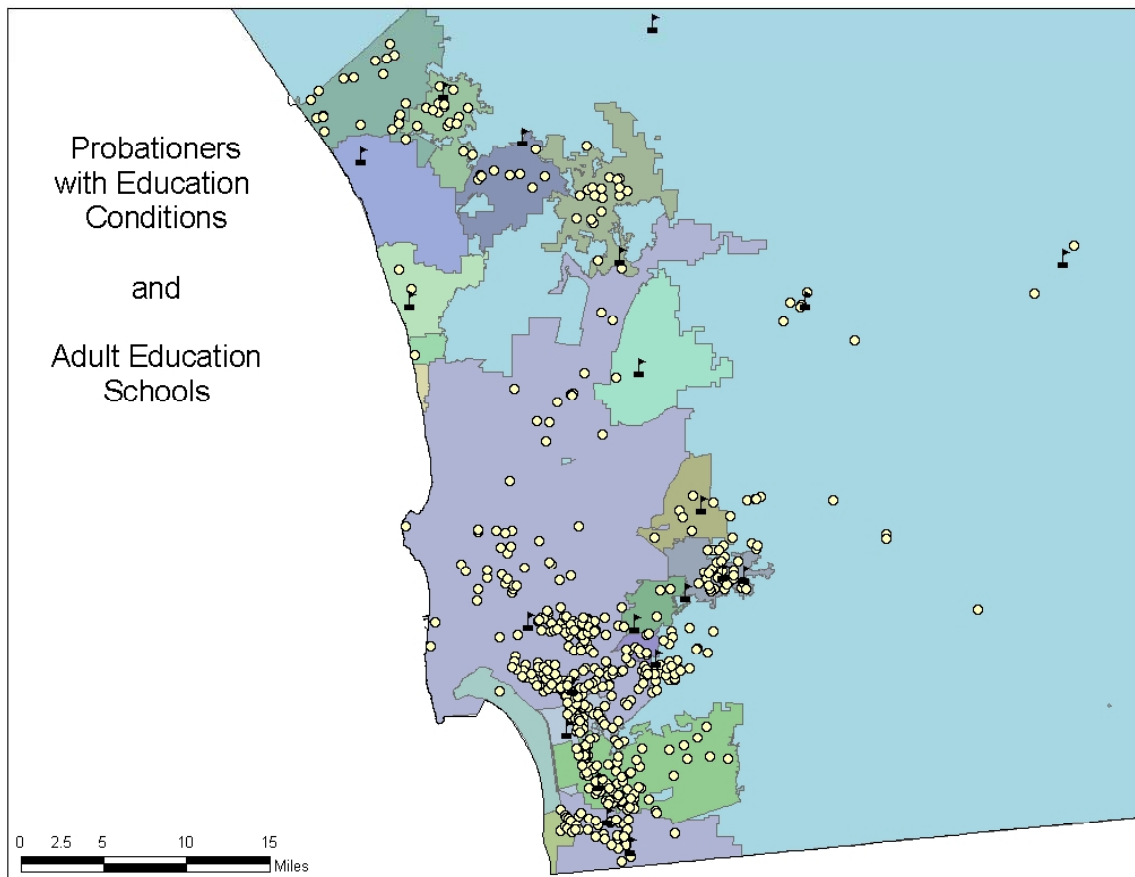 Probationers
with Education
Conditions
and
Adult Education
Schools
0 2.5 5 10 15
Miles